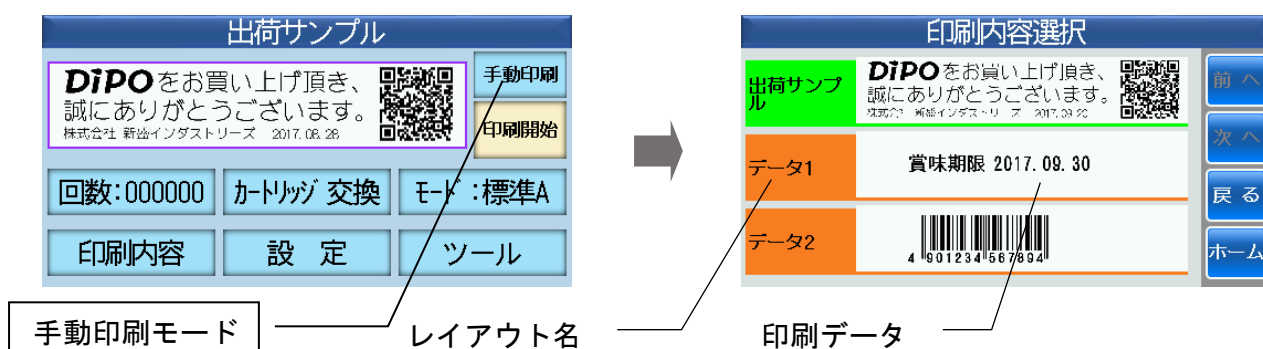 出荷サンプル
DiPOをお買い上げ頂き、
誠にありがとうございます。
株式会社 新盛インダストリーズ 2017.08.28
手動印刷
印刷開始
回数:000000
カートリッジ 交換
モード:標準A
印刷内容
設 定
ツール
手動印刷モード
レイアウト名
印刷内容選択
出荷サンプ
ル
DiPOをお買い上げ頂き、
誠にありがとうございます。
前 へ
データ1
賞味期限 2017.09.30
次 へ
戻 る
データ2
4 901234 567894
ホーム
印刷データ